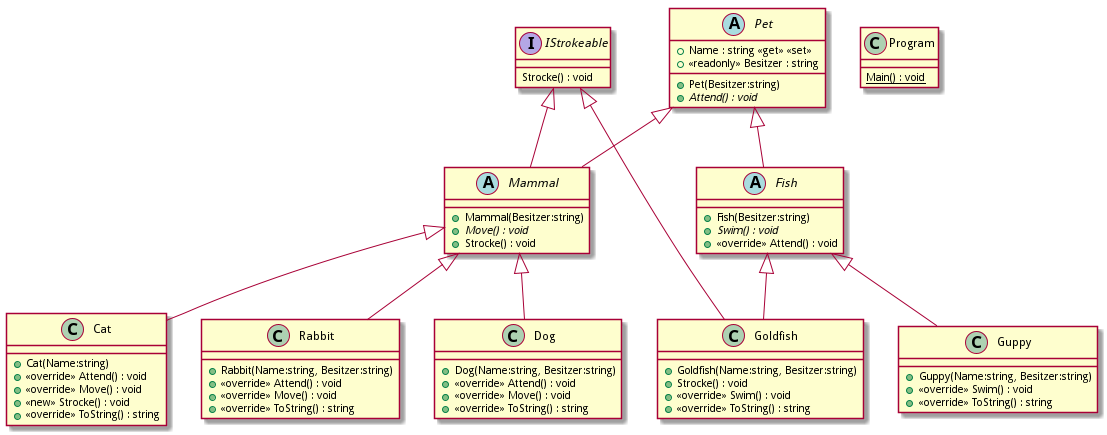 I IStrokeable
Strocke() : void
A Pet
Name : string «get» «set»
«readonly» Besitzer : string
Pet(Besitzer:string)
Attend() : void
C Program
Main() : void
A Mammal
Mammal(Besitzer:string)
Move() : void
Strocke() : void
A Fish
Fish(Besitzer:string)
Swim() : void
«override» Attend() : void
C Cat
Cat(Name:string)
«override» Attend() : void
«override» Move() : void
«new» Strocke() : void
«override» ToString() : string
C Rabbit
Rabbit(Name:string, Besitzer:string)
«override» Attend() : void
«override» Move() : void
«override» ToString() : string
C Dog
Dog(Name:string, Besitzer:string)
«override» Attend() : void
«override» Move() : void
«override» ToString() : string
C Goldfish
Goldfish(Name:string, Besitzer:string)
Strocke() : void
«override» Swim() : void
«override» ToString() : string
C Guppy
Guppy(Name:string, Besitzer:string)
«override» Swim() : void
«override» ToString() : string